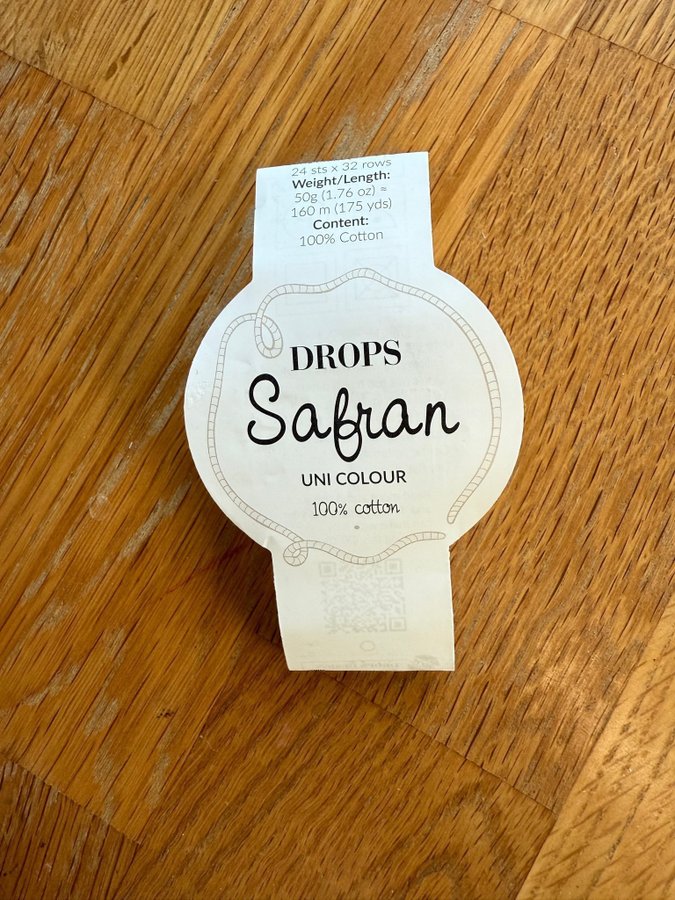 24 sts x 32 rows
Weight/Length:
50g (1.76 oz) ≈
160 m (175 yds)
Content:
100% Cotton
DROPS
Safran
UNI COLOUR
100% cotton